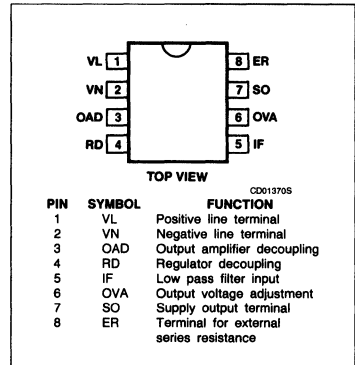 VL 1 8 ER
VN 2 7 SO
OAD 3 6 OVA
RD 4 5 IF
TOP VIEW
CD01370S
PIN SYMBOL FUNCTION
1 VL Positive line terminal
2 VN Negative line terminal
3 OAD Output amplifier decoupling
4 RD Regulator decoupling
5 IF Low pass filter input
6 OVA Output voltage adjustment
7 SO Supply output terminal
8 ER Terminal for external
series resistance